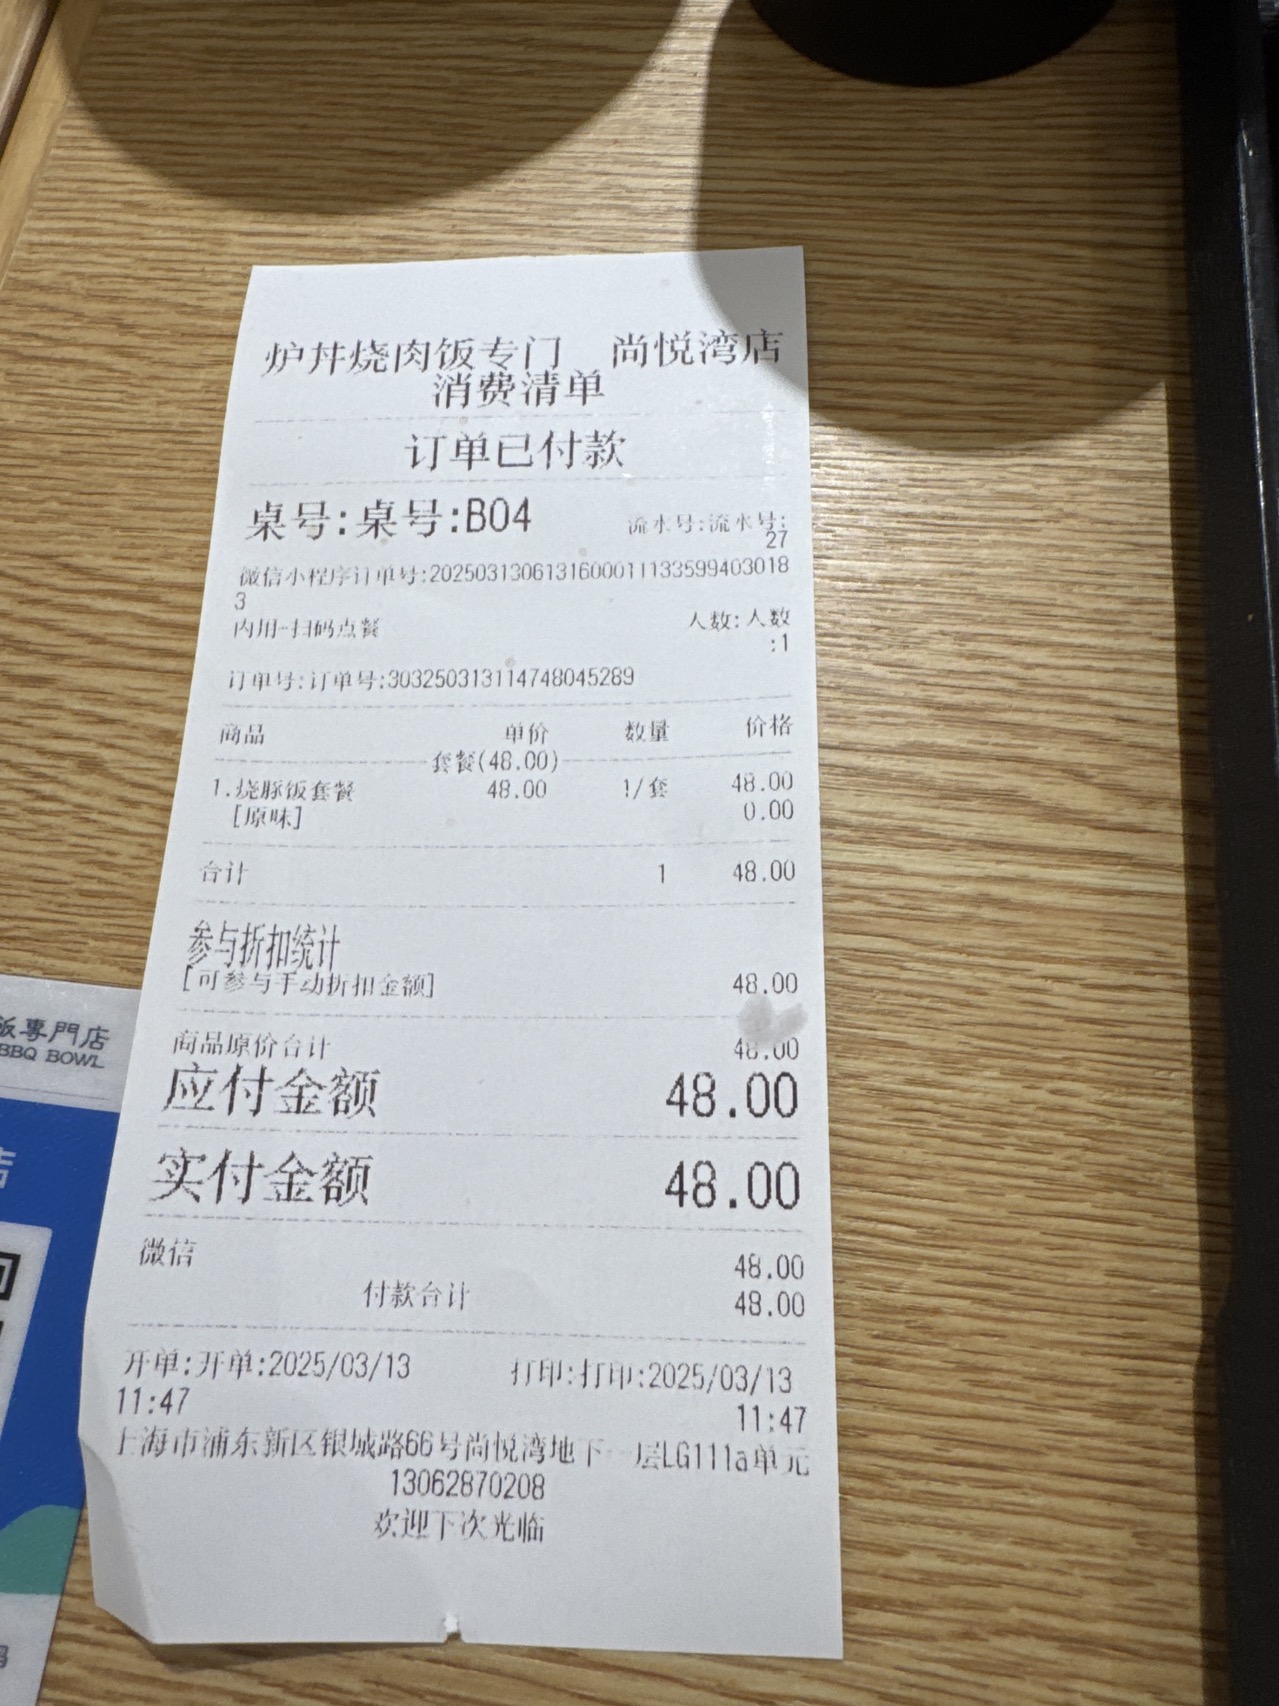 炉丼烧肉饭专门 尚悦湾店
消费清单
订单已付款
桌号:桌号:B04 流水号:流水号:
27
微信小程序订单号:202503130613160001113359940301 8
3
内用-扫码点餐 人数:人数
:1
订单号:订单号:3032503131114748045289
商品 单价 数量 价格
套餐(48.00)
1.烧豚饭套餐 48.00 1/套 48.00
[原味] 0.00
合计 1 48.00
参与折扣统计
[可参与手动折扣金额] 48.00
商品原价合计 48.00
应付金额 48.00
实付金额 48.00
微信 48.00
付款合计 48.00
开单:开单:2025/03/13 打印:打印:2025/03/13
11:47 11:47
上海市浦东新区银城路66号尚悦湾地下一层LG111a单元
13062870208
欢迎下次光临
饭專門店
BBQ BOWL
店